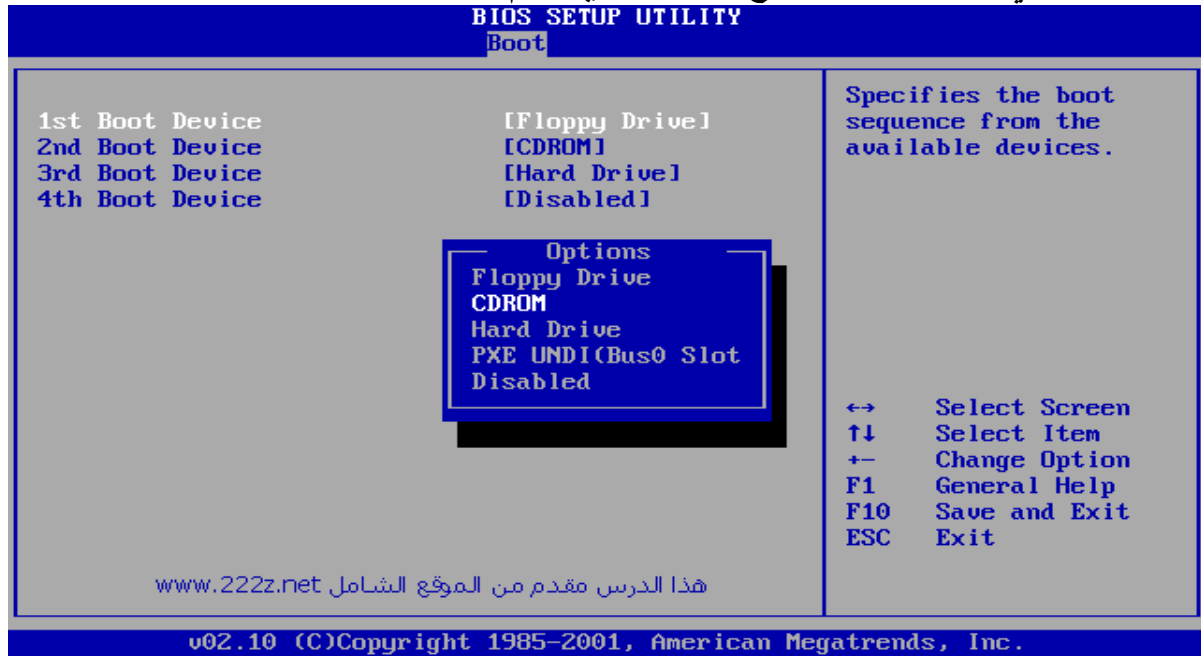 BIOS SETUP UTILITY
Boot
1st Boot Device [Floppy Drive]
2nd Boot Device [CDROM]
3rd Boot Device [Hard Drive]
4th Boot Device [Disabled]
Options
Floppy Drive
CDROM
Hard Drive
PXE UNDI(Bus0 Slot
Disabled
Specifies the boot
sequence from the
available devices.
←→ Select Screen
↑↓ Select Item
+- Change Option
F1 General Help
F10 Save and Exit
ESC Exit
هذا الدرس مقدم من الموقع الشامل www.222z.net
v02.10 (C)Copyright 1985-2001, American Megatrends, Inc.